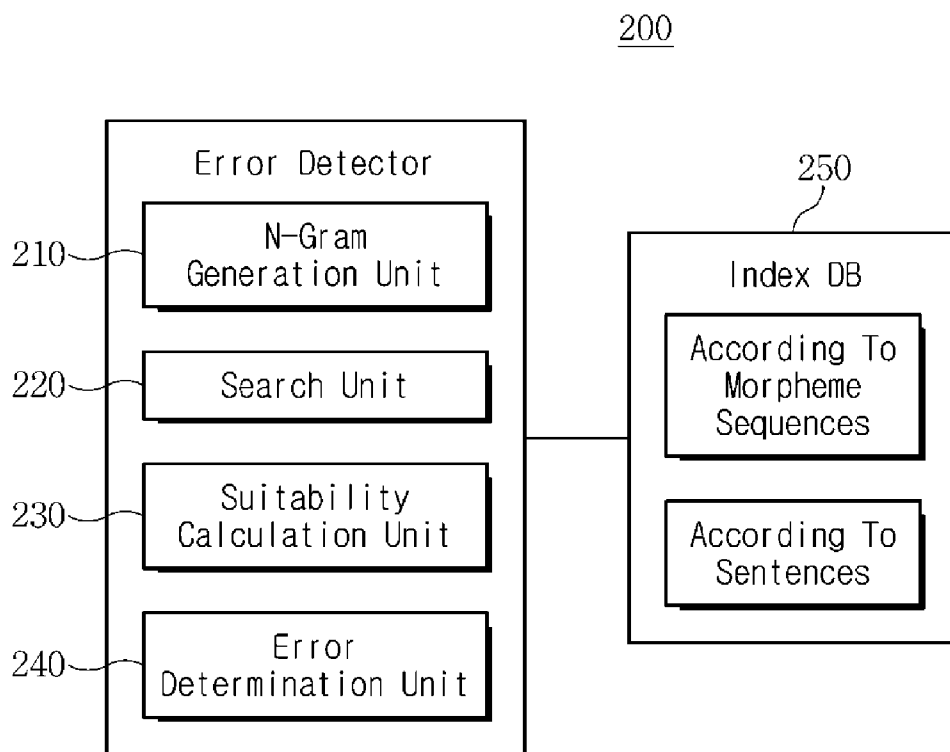 200
Error Detector
210
N-Gram
Generation Unit
220
Search Unit
230
Suitability
Calculation Unit
240
Error
Determination Unit
250
Index DB
According To
Morpheme
Sequences
According To
Sentences